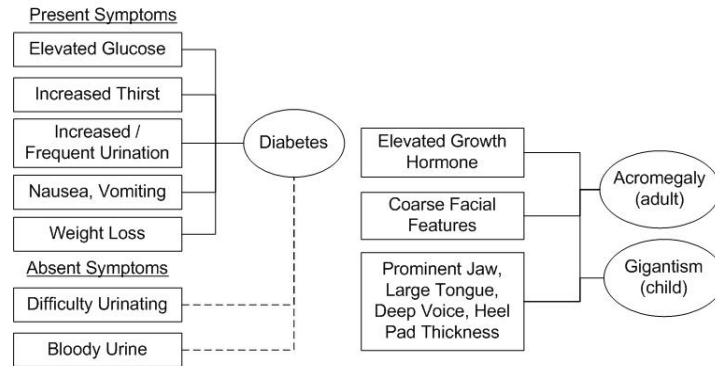 Present Symptoms
Elevated Glucose
Increased Thirst
Increased /
Frequent Urination
Nausea, Vomiting
Weight Loss
Diabetes
Absent Symptoms
Difficulty Urinating
Bloody Urine
Elevated Growth
Hormone
Coarse Facial
Features
Prominent Jaw,
Large Tongue,
Deep Voice, Heel
Pad Thickness
Acromegaly
(adult)
Gigantism
(child)